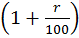 (1 + r/100)